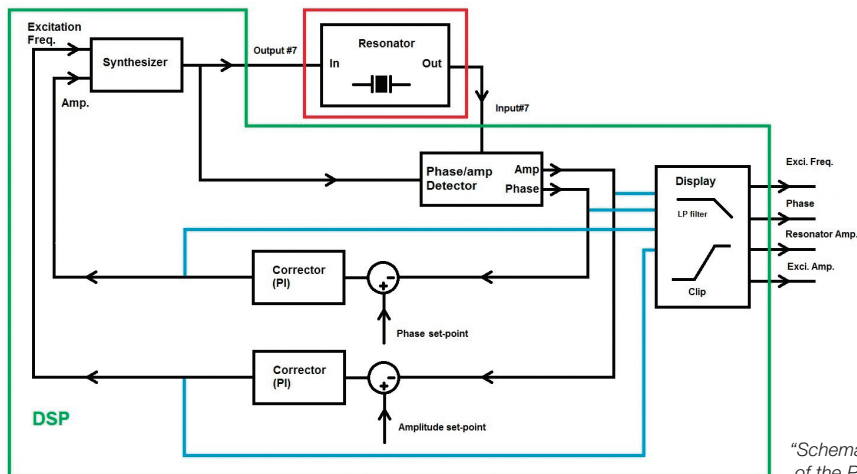 Excitation
Freq.
Synthesizer
Amp.
Output #7
Resonator
In
Out
Input#7
Phase/amp
Detector
Amp
Phase
Display
LP filter
Clip
Exci. Freq.
Phase
Resonator Amp.
Exci. Amp.
Corrector
(PI)
-
+
Phase set-point
Corrector
(PI)
-
+
Amplitude set-point
DSP
"Schema
of the P